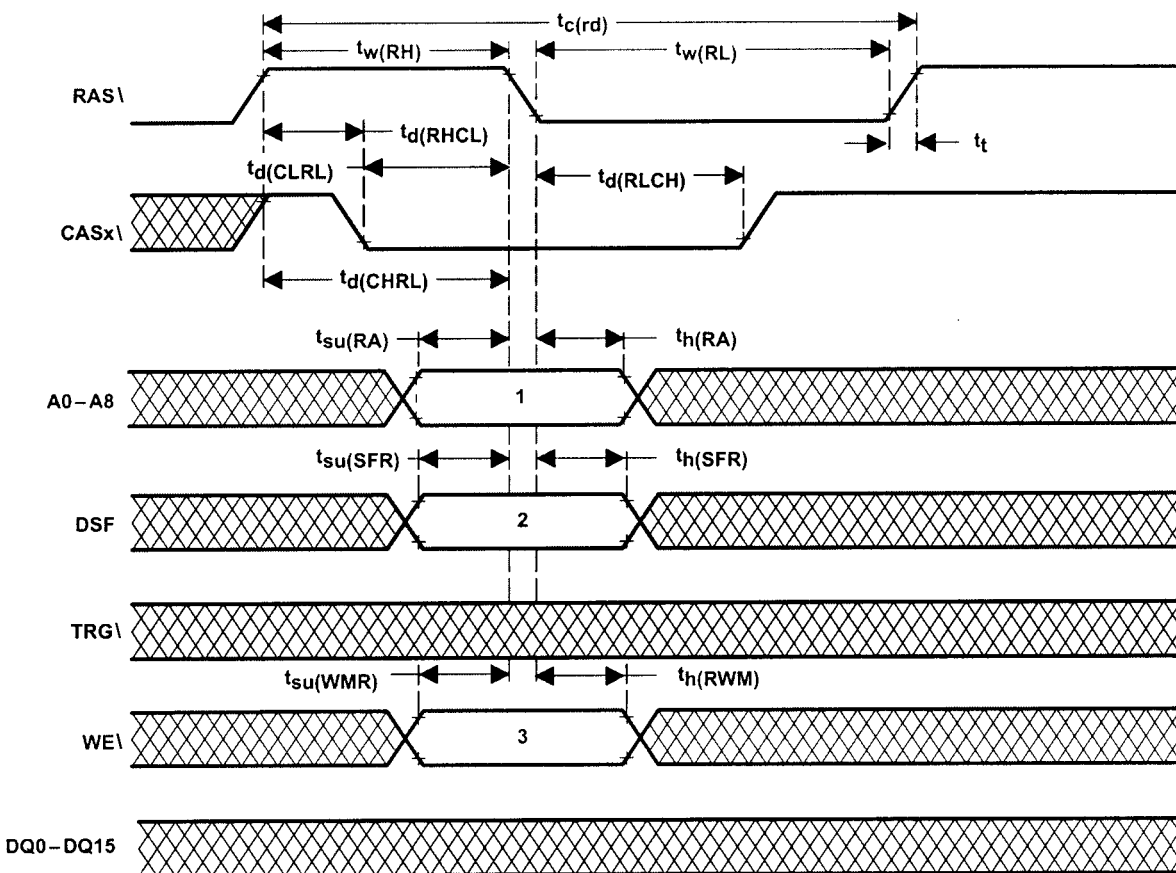 tc(rd)
tw(RH) tw(RL)
RAS\
td(RHCL) tt
td(CLRL) td(RLCH)
CASx\
td(CHRL)
tsu(RA) th(RA)
A0–A8 1
tsu(SFR) th(SFR)
DSF 2
TRG\
tsu(WMR) th(RWM)
WE\ 3
DQ0–DQ15